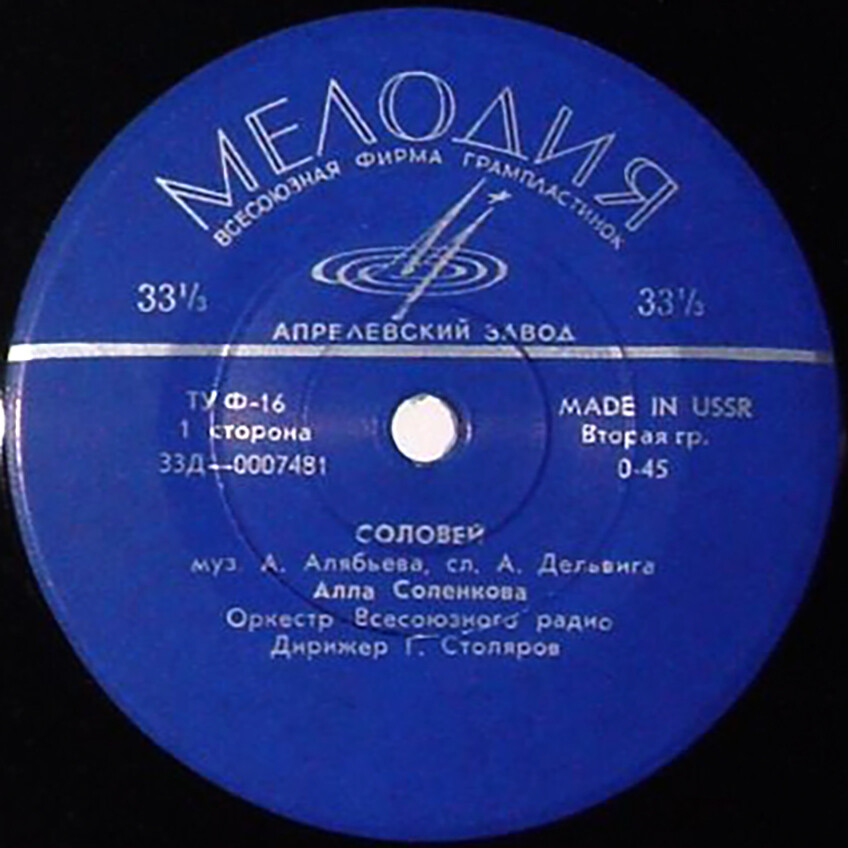 МЕЛОДИЯ
ВСЕСОЮЗНАЯ ФИРМА ГРАМПЛАСТИНОК
33⅓ 33⅓
АПРЕЛЕВСКИЙ ЗАВОД
ТУ Ф-16
1 сторона
33Д—0007481
MADE IN USSR
Вторая гр.
0-45
СОЛОВЕЙ
муз. А. Алябьева, сл. А. Дельвига
Алла Соленкова
Оркестр Всесоюзного радио
Дирижер Г. Столяров